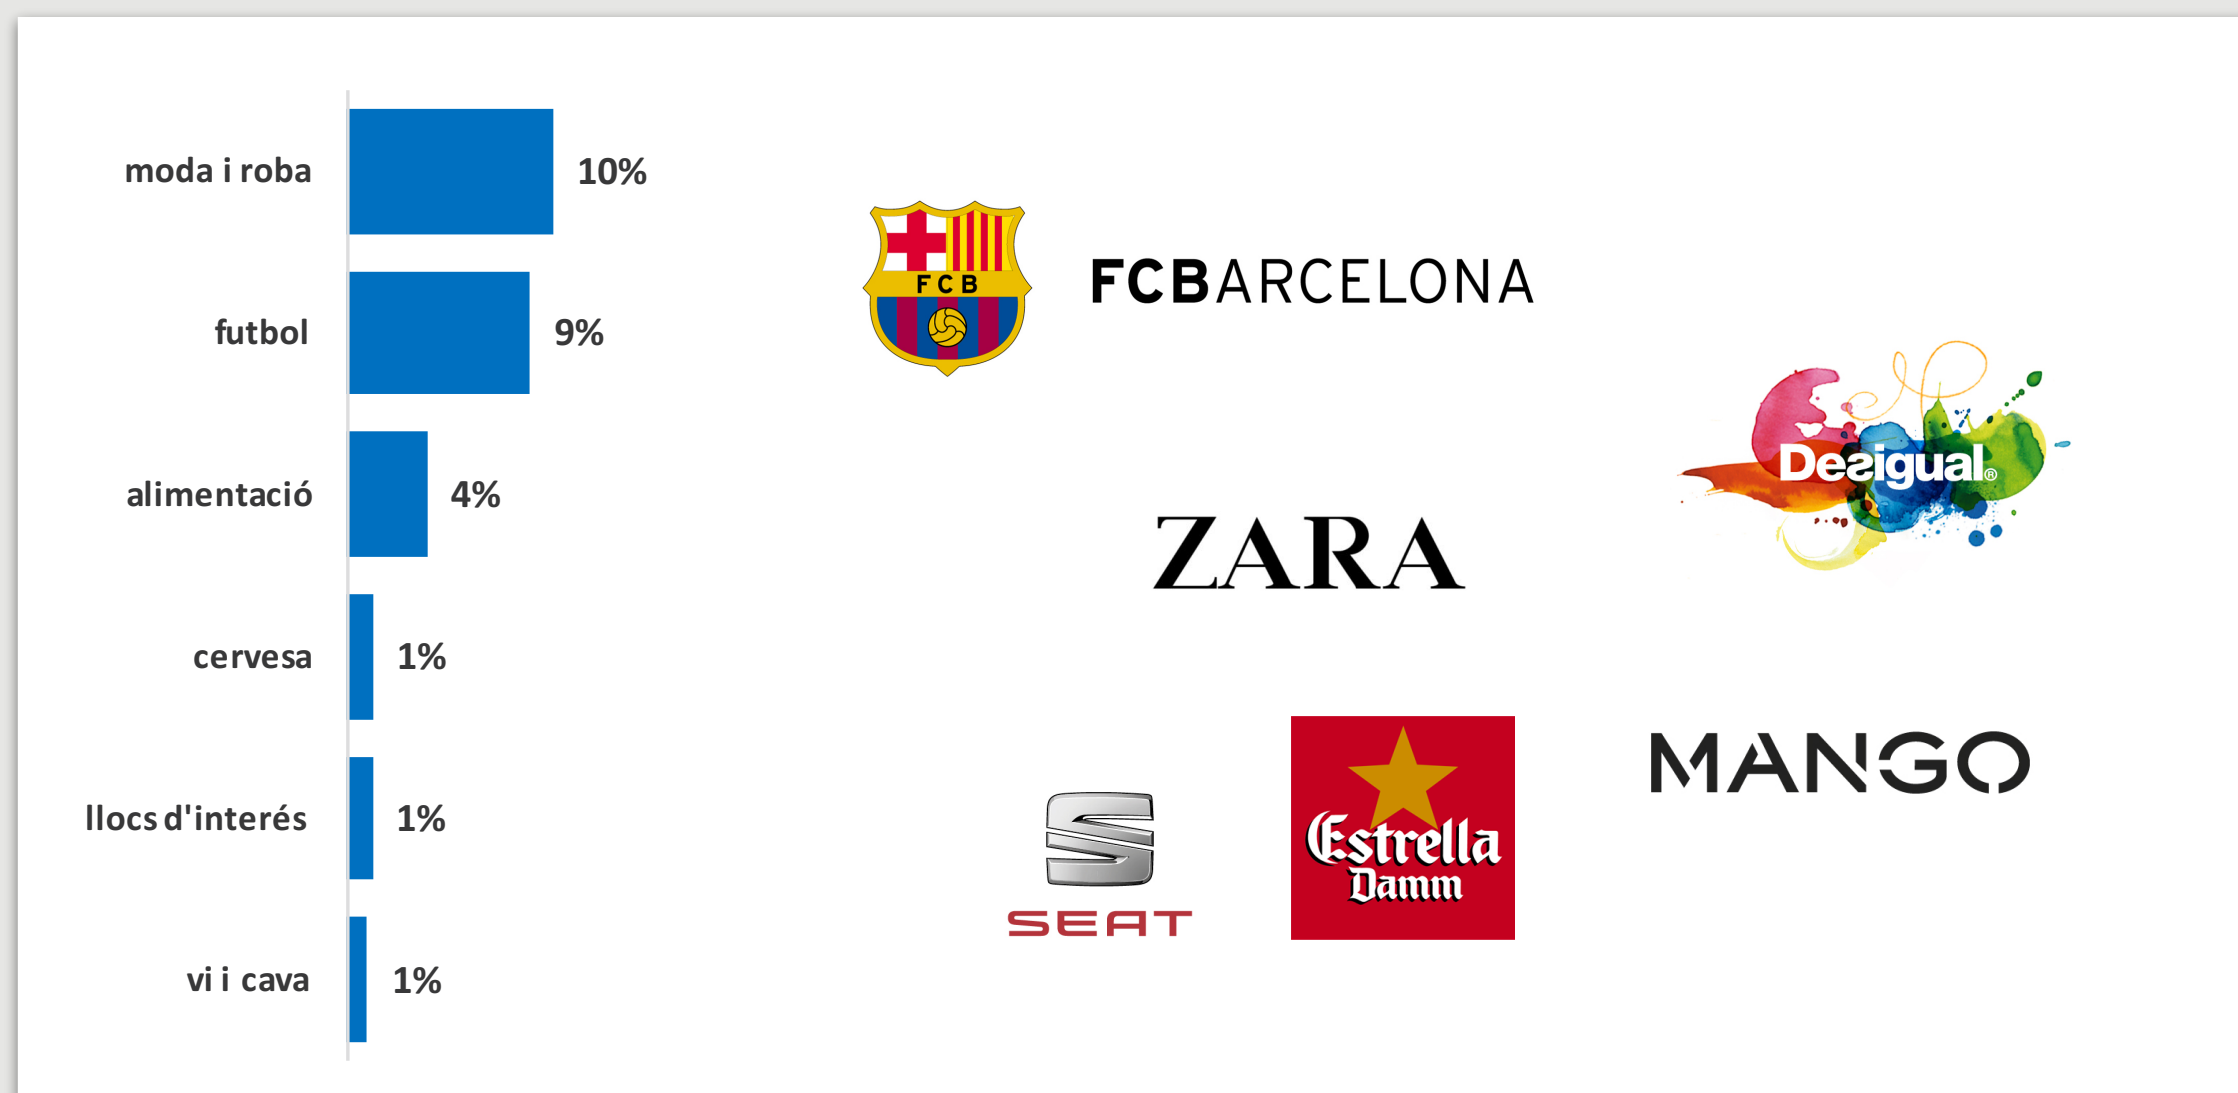 moda i roba 10%
futbol 9%
alimentació 4%
cervesa 1%
llocs d'interés 1%
vi i cava 1%
FCB
FCBARCELONA
Desigual®
ZARA
MANGO
Estrella
Damm
SEAT